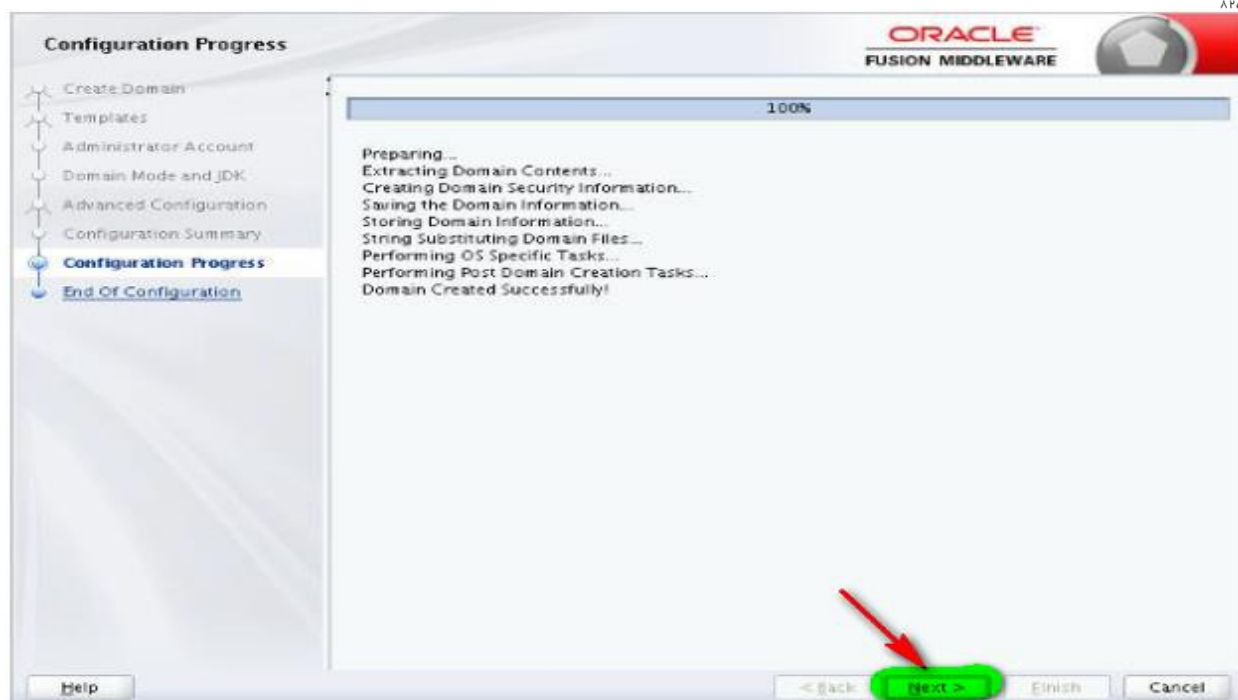 Configuration Progress
ORACLE
FUSION MIDDLEWARE
Create Domain
Templates
Administrator Account
Domain Mode and JDK
Advanced Configuration
Configuration Summary
Configuration Progress
End Of Configuration
100%
Preparing...
Extracting Domain Contents...
Creating Domain Security Information...
Saving the Domain Information...
Storing Domain Information...
String Substituting Domain Files...
Performing OS Specific Tasks...
Performing Post Domain Creation Tasks...
Domain Created Successfully!
Help
< Back
Next >
Finish
Cancel